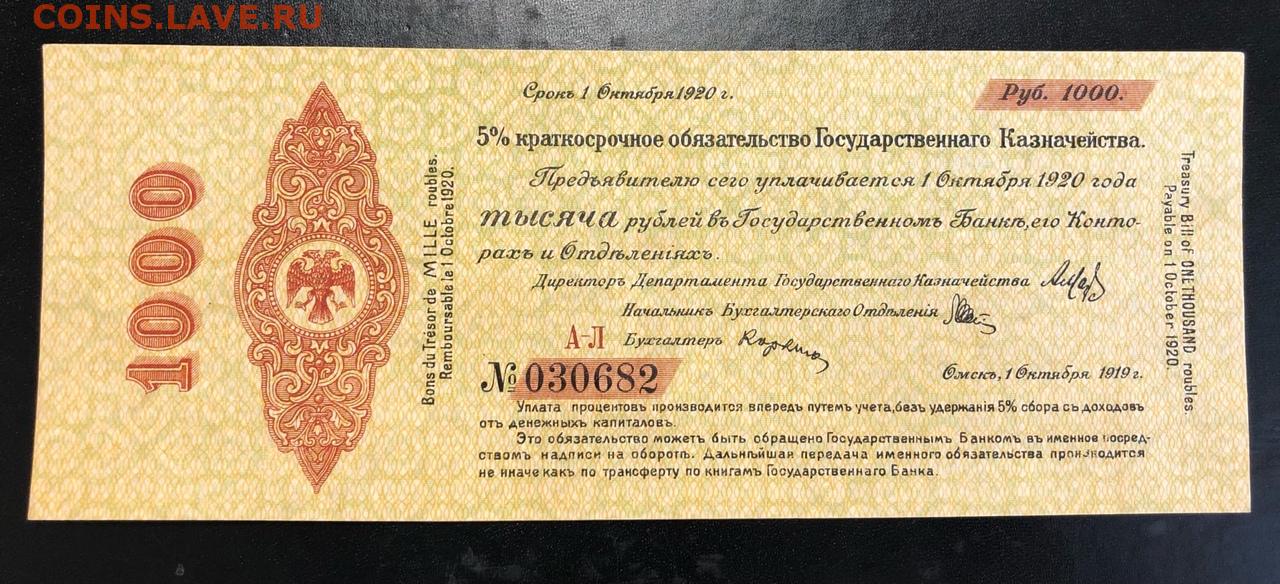 COINS.LAVE.RU
1000
Bons du Trésor de MILLE roubles.
Remboursable le 1 Octobre 1920.
Срокъ 1 Октября 1920 г.
Руб. 1000.
5% краткосрочное обязательство Государственнаго Казначейства.
Предъявителю сего уплачивается 1 Октября 1920 года
тысяча рублей въ Государственномъ Банкѣ, его Конто-
рахъ и Отдѣленіяхъ.
Директоръ Департамента Государственнаго Казначейства
Начальникъ Бухгалтерскаго Отдѣленія
А-Л Бухгалтеръ
№ 030682
Омскъ, 1 Октября 1919 г.
Уплата процентовъ производится впередъ путемъ учета, безъ удержанія 5% сбора съ доходовъ
отъ денежныхъ капиталовъ.
Это обязательство можетъ быть обращено Государственнымъ Банкомъ въ именное посред-
ствомъ надписи на оборотѣ. Дальнѣйшая передача именного обязательства производится
не иначе какъ по трансферту по книгамъ Государственнаго Банка.
Treasury Bill of ONE THOUSAND roubles.
Payable on 1 October 1920.